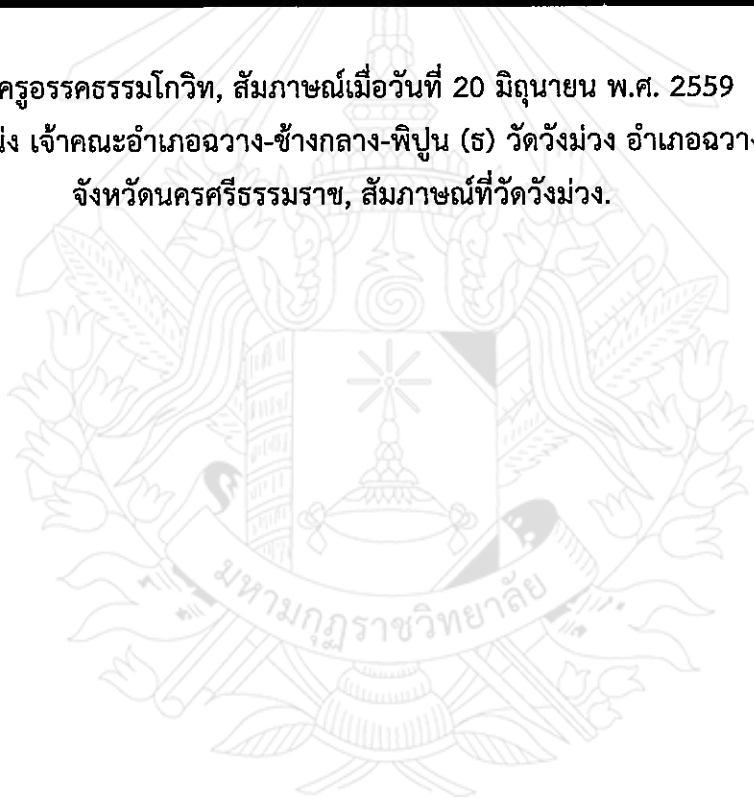 ครูอรรคธรรมโกวิท, สัมภาษณ์เมื่อวันที่ 20 มิถุนายน พ.ศ. 2559
เจ้าคณะอำเภอฉวาง-ช้างกลาง-พิปูน (ธ) วัดวังม่วง อำเภอฉวาง
จังหวัดนครศรีธรรมราช, สัมภาษณ์ที่วัดวังม่วง.
มหามกุฏราชวิทยาลัย